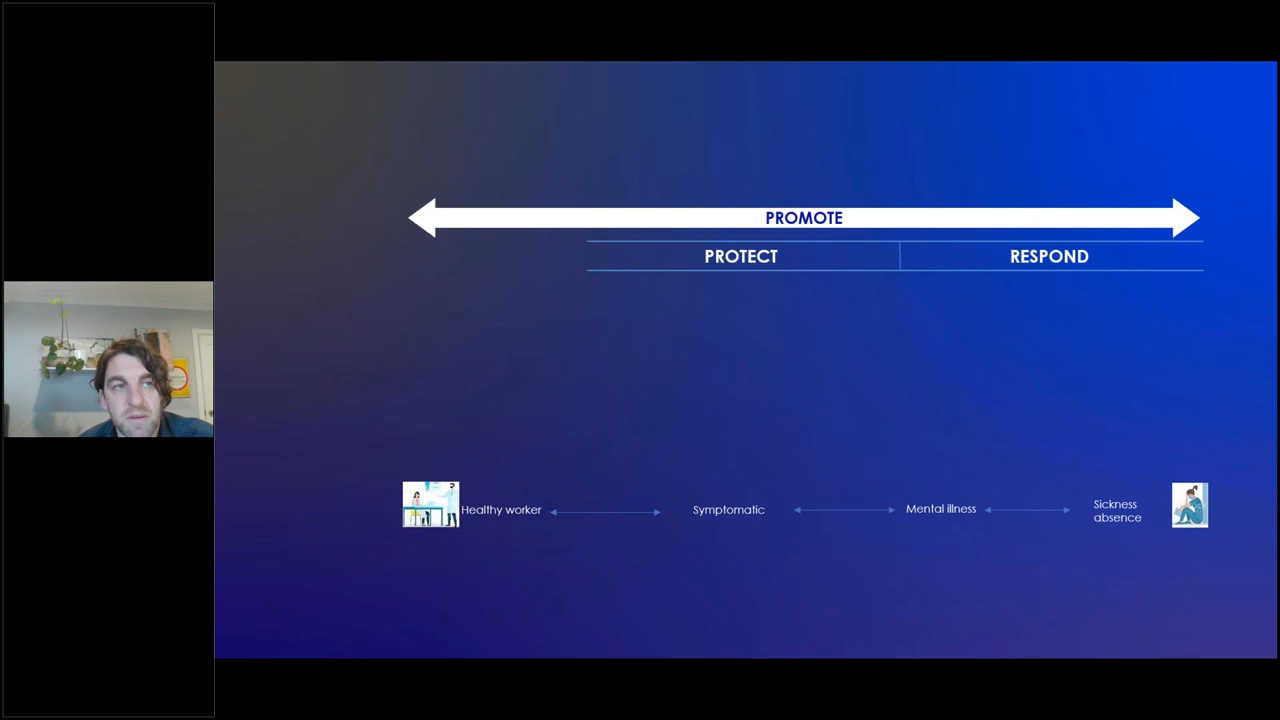 PROMOTE
PROTECT
RESPOND
Healthy worker
Symptomatic
Mental illness
Sickness
absence